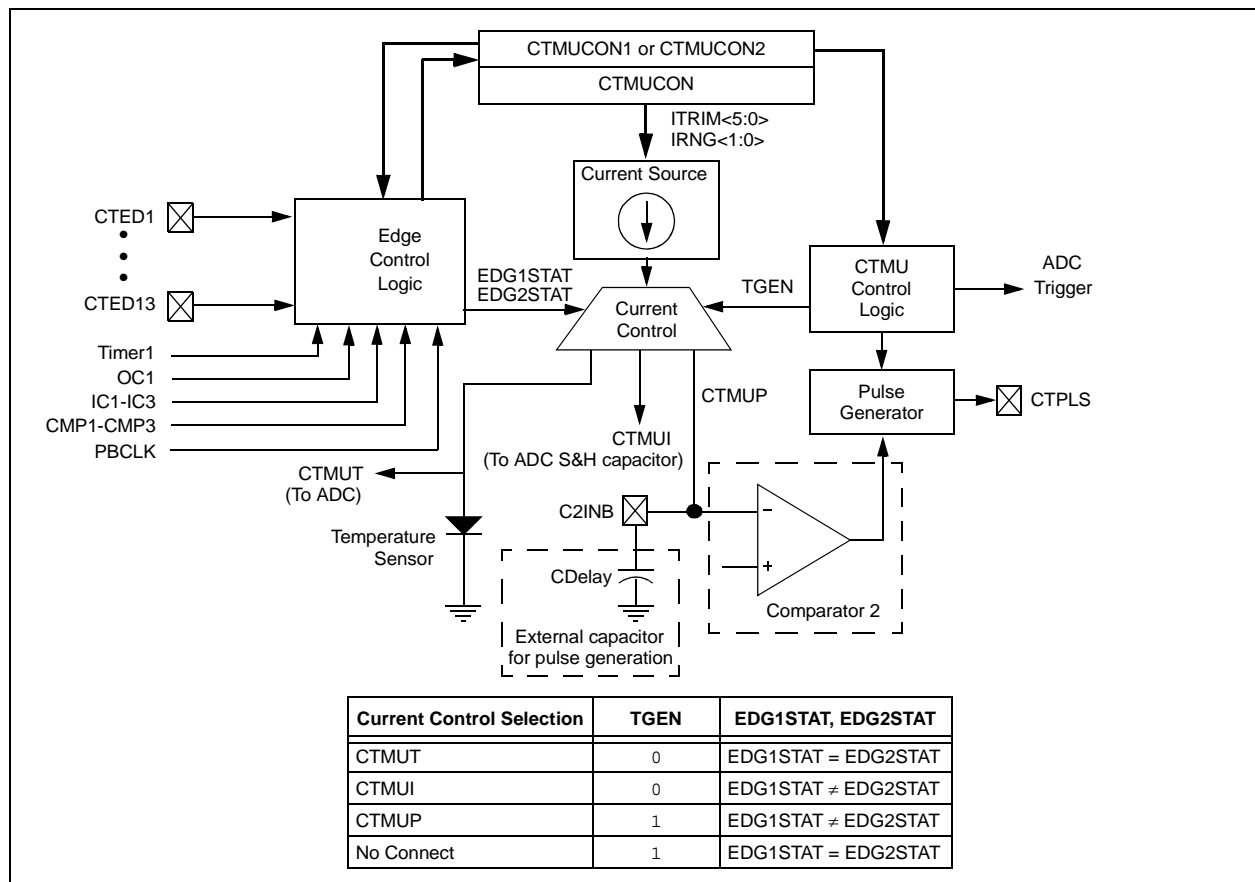 CTMUCON1 or CTMUCON2
CTMUCON
ITRIM<5:0>
IRNG<1:0>
Current Source
CTED1
CTED13
Edge
Control
Logic
EDG1STAT
EDG2STAT
Current
Control
TGEN
CTMU
Control
Logic
ADC
Trigger
Timer1
OC1
IC1-IC3
CMP1-CMP3
PBCLK
CTMUP
Pulse
Generator
CTPLS
CTMUT
(To ADC)
CTMUI
(To ADC S&H capacitor)
C2INB
Temperature
Sensor
CDelay
External capacitor
for pulse generation
−
+
Comparator 2
Current Control Selection TGEN EDG1STAT, EDG2STAT
CTMUT 0 EDG1STAT = EDG2STAT
CTMUI 0 EDG1STAT ≠ EDG2STAT
CTMUP 1 EDG1STAT ≠ EDG2STAT
No Connect 1 EDG1STAT = EDG2STAT